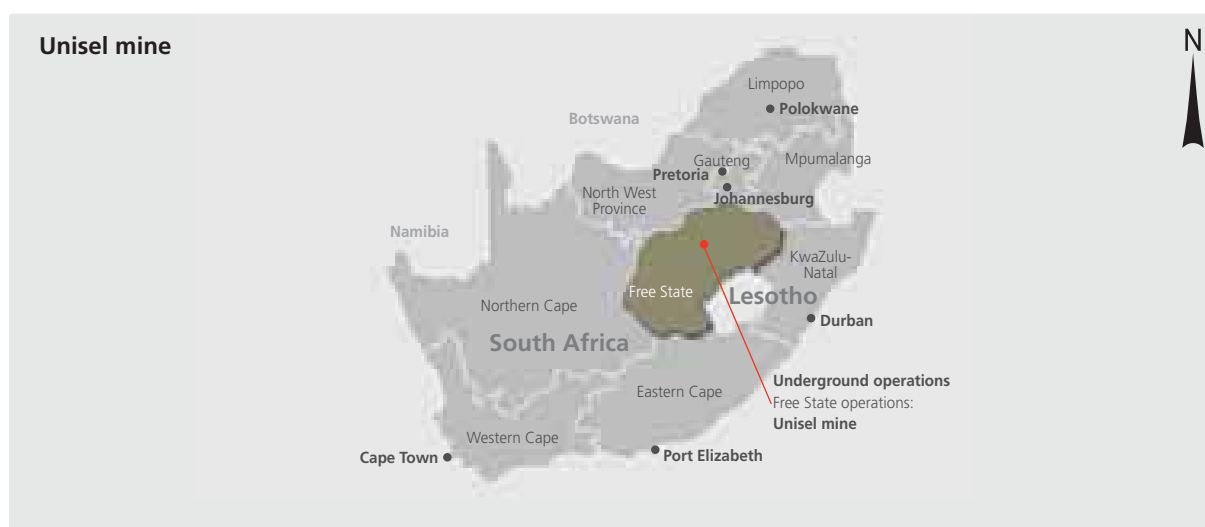 Unisel mine
N
Limpopo
Polokwane
Botswana
Gauteng
Mpumalanga
Pretoria
North West
Province
Johannesburg
Namibia
KwaZulu-
Natal
Free State
Lesotho
Northern Cape
Durban
South Africa
Underground operations
Free State operations:
Unisel mine
Eastern Cape
Western Cape
Cape Town
Port Elizabeth